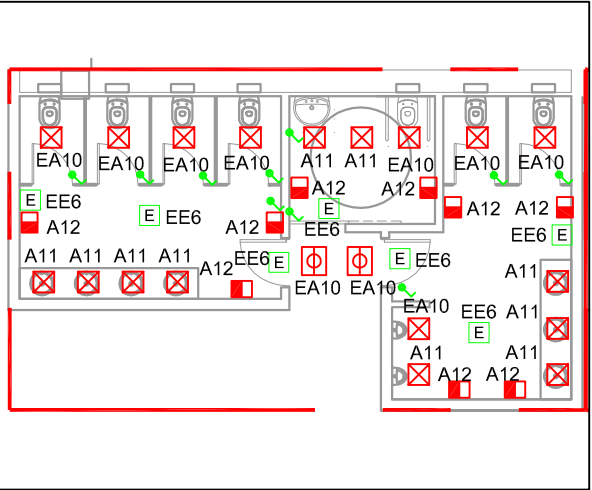 EA10 EA10 EA10 EA10 A11 A11 EA10 EA10 EA10
A12 A12
E EE6 E EE6 E A12 A12
A12 A12 EE6 EE6 E
A11 A11 A11 A11 A12 EE6 E E EE6 A11
EA10 EA10 EA10 EE6 A11
E
A11 A11
A12 A12